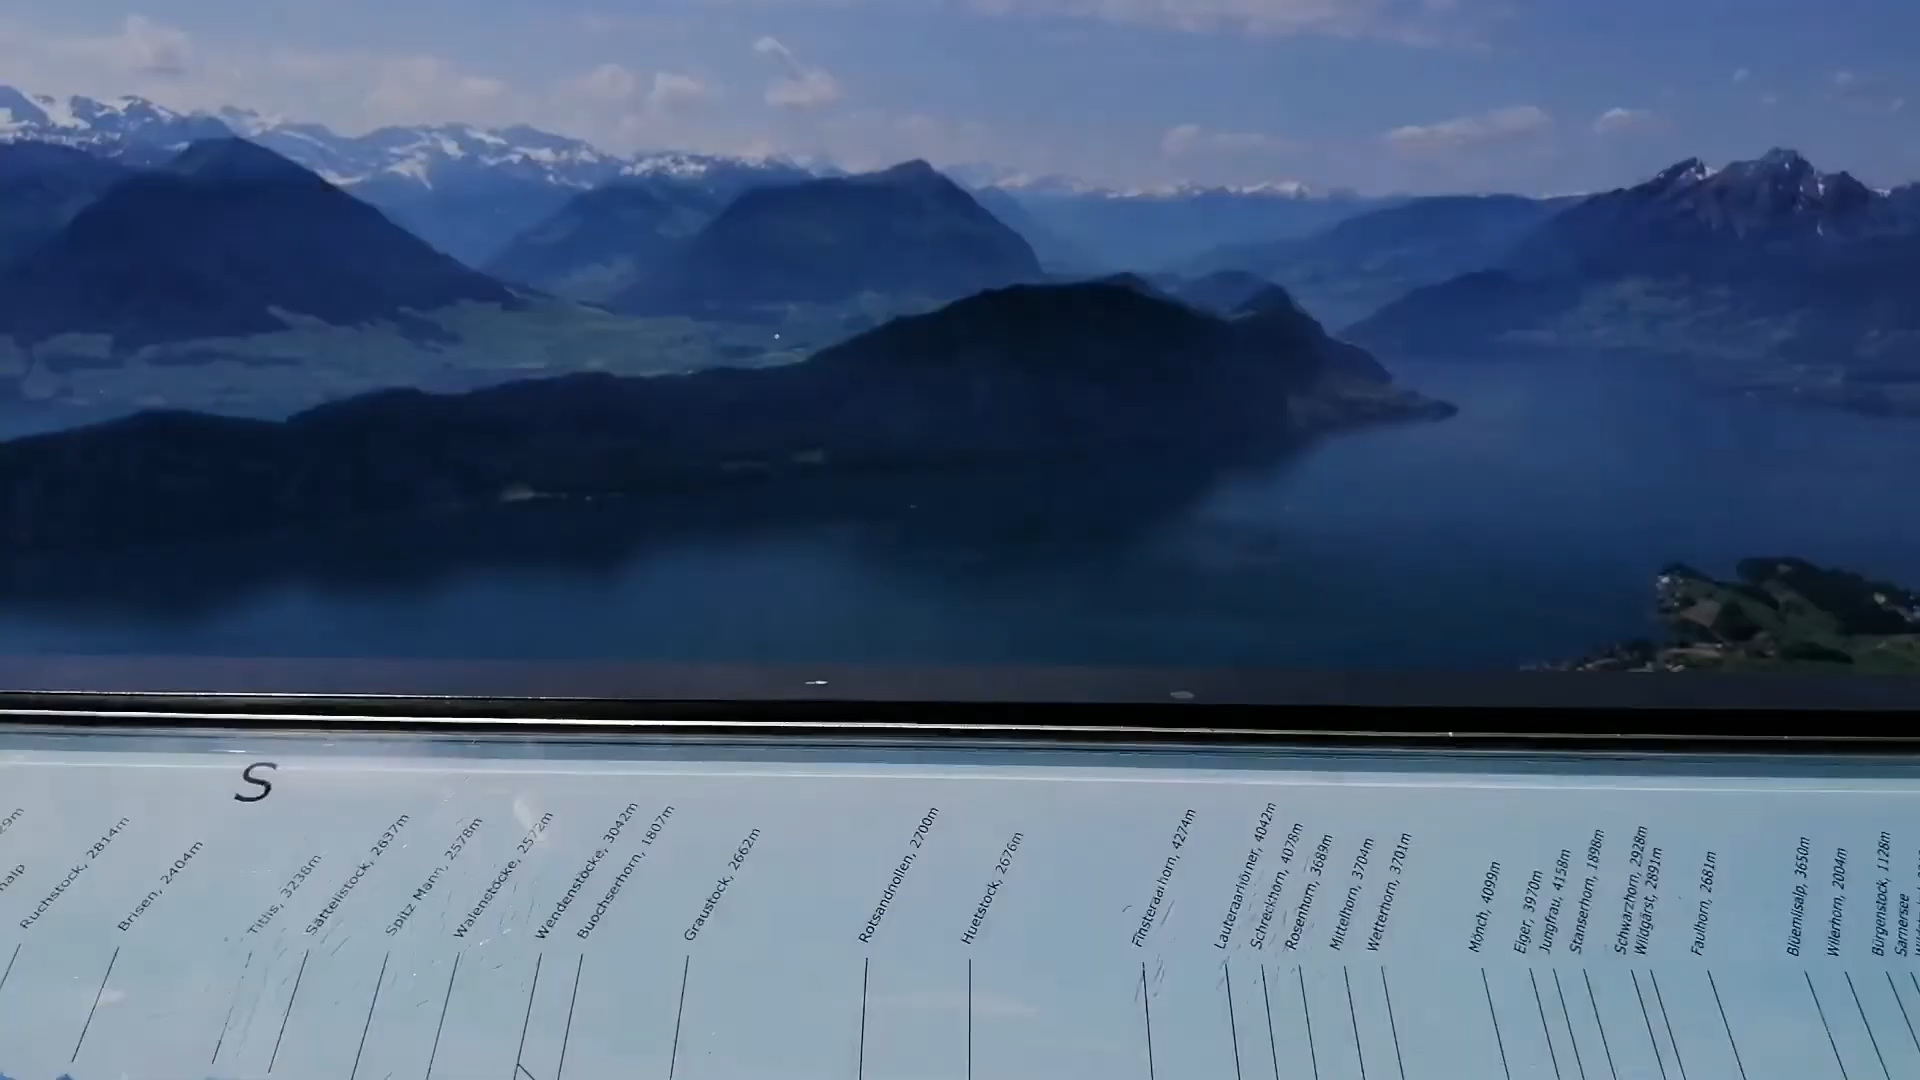 S
Ruchstock, 2814m
Brisen, 2404m
Titlis, 3238m
Sättelistock, 2637m
Spitz Mann, 2578m
Walenstöcke, 2572m
Wendenstöcke, 3042m
Buochserhorn, 1807m
Graustock, 2662m
Rotsandnollen, 2700m
Huetstock, 2676m
Finsteraarhorn, 4274m
Lauteraarhörner, 4042m
Schreckhorn, 4078m
Rosenhorn, 3689m
Mittelhorn, 3704m
Wetterhorn, 3701m
Mönch, 4099m
Eiger, 3970m
Jungfrau, 4158m
Stanserhorn, 1898m
Schwarzhorn, 2928m
Wildgärst, 2891m
Faulhorn, 2681m
Blüemlisalp, 3650m
Wilerhorn, 2004m
Bürgenstock, 1128m
Sarnersee